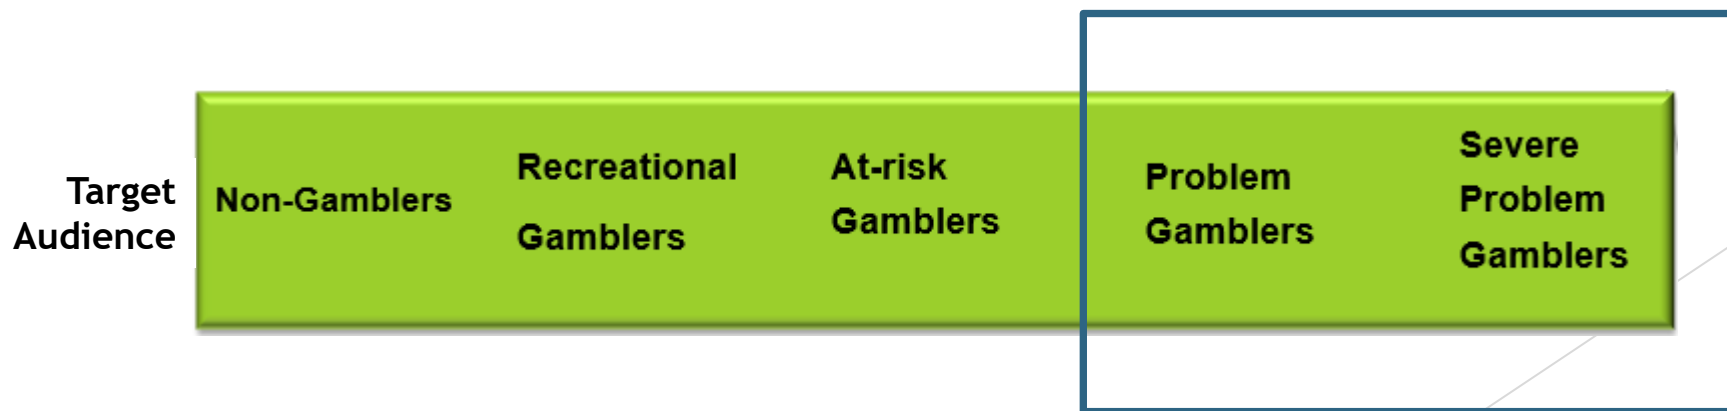 Target
Audience
Non-Gamblers
Recreational
Gamblers
At-risk
Gamblers
Problem
Gamblers
Severe
Problem
Gamblers